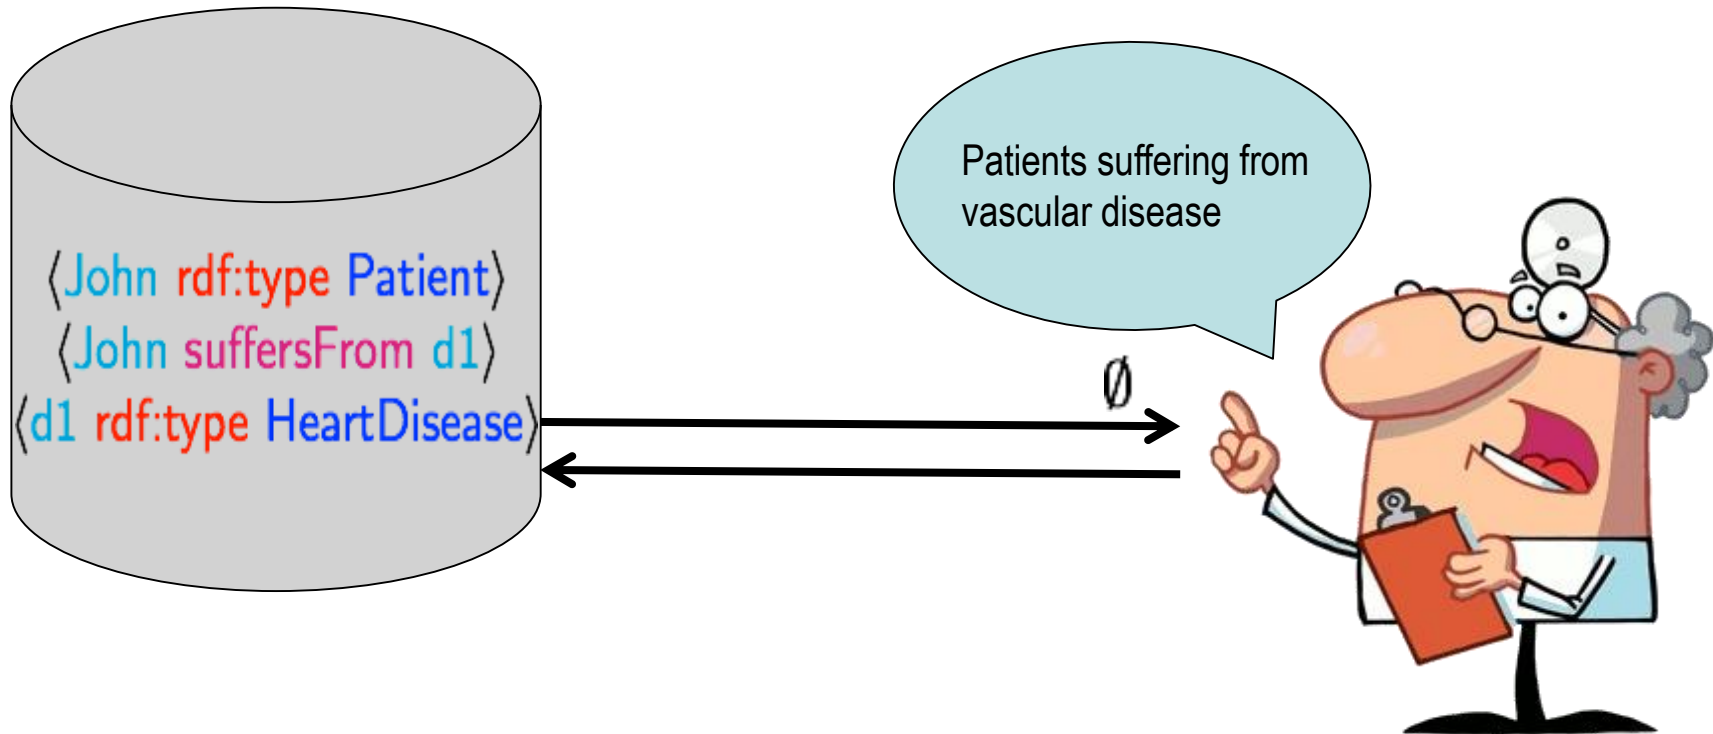 Patients suffering from
vascular disease
⟨John rdf:type Patient⟩
⟨John suffersFrom d1⟩
⟨d1 rdf:type HeartDisease⟩
∅